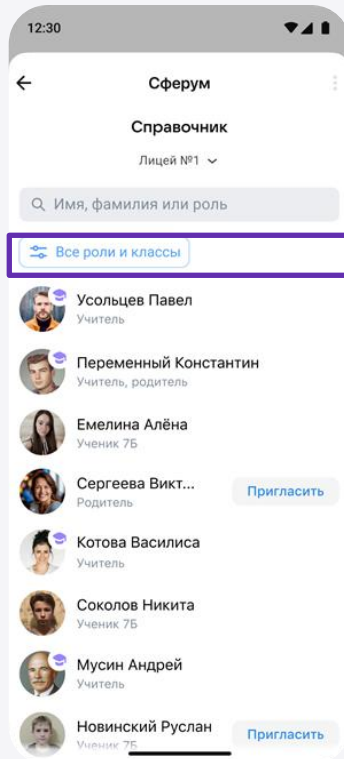 12:30
Сферум
Справочник
Лицей №1
Имя, фамилия или роль
Все роли и классы
Усольцев Павел
Учитель
Переменный Константин
Учитель, родитель
Емелина Алёна
Ученик 7Б
Сергеева Викт...
Родитель
Пригласить
Котова Василиса
Учитель
Соколов Никита
Ученик 7Б
Мусин Андрей
Учитель
Новинский Руслан
Ученик 7Б
Пригласить